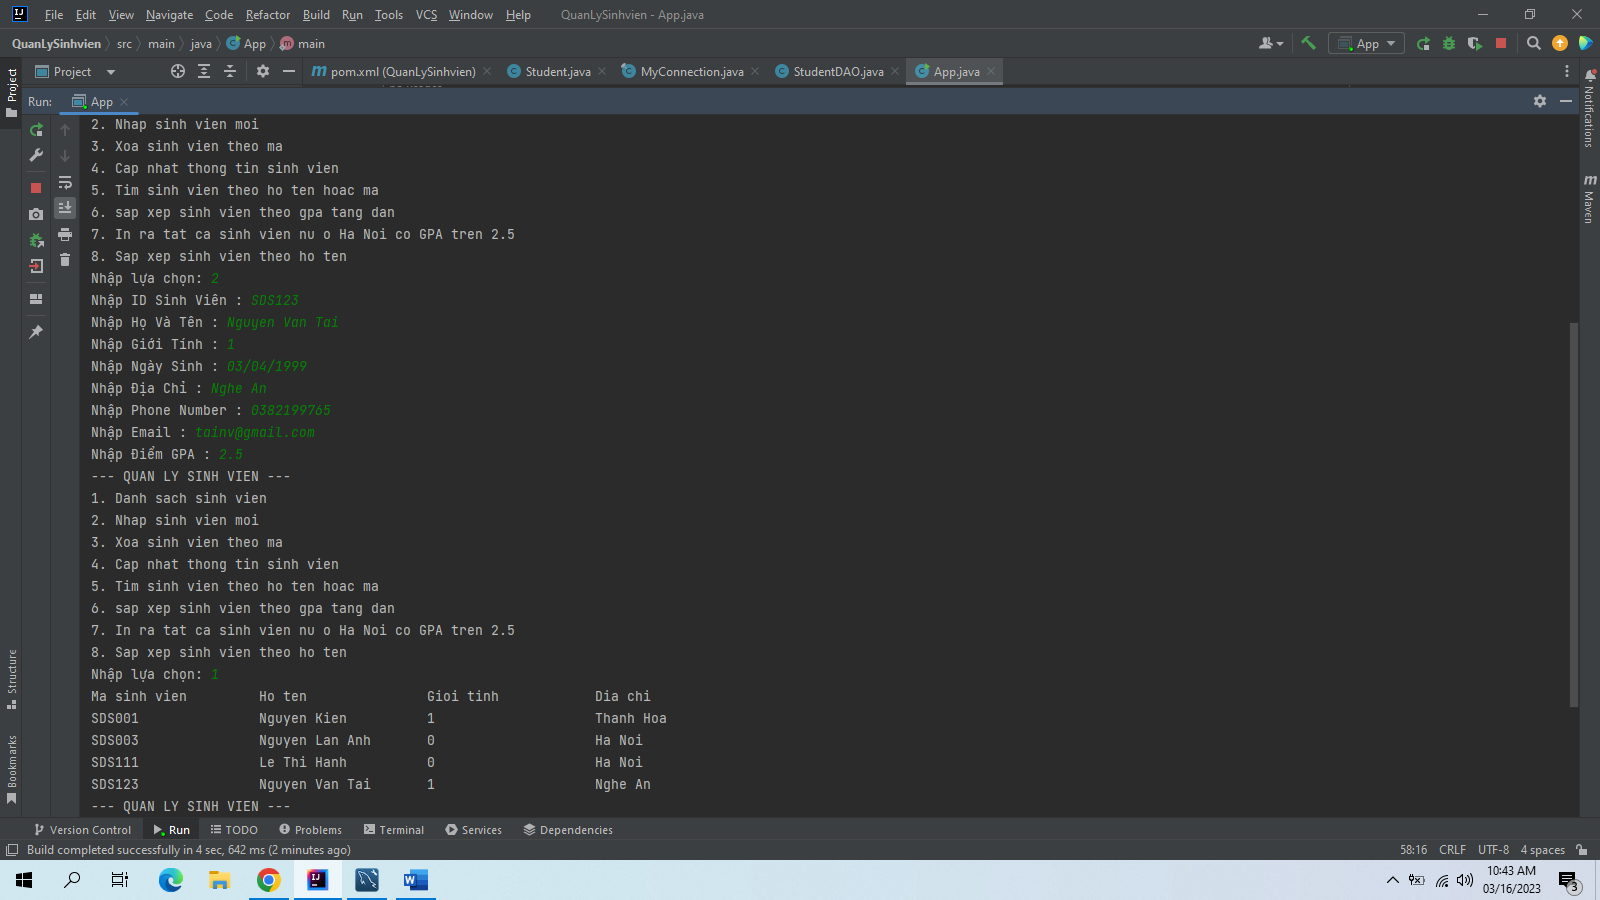 File Edit View Navigate Code Refactor Build Run Tools VCS Window Help QuanLySinhvien - App.java
QuanLySinhvien src main java App main App
Project pom.xml (QuanLySinhvien) Student.java MyConnection.java StudentDAO.java App.java
Run: App
2. Nhap sinh vien moi
3. Xoa sinh vien theo ma
4. Cap nhat thong tin sinh vien
5. Tim sinh vien theo ho ten hoac ma
6. sap xep sinh vien theo gpa tang dan
7. In ra tat ca sinh vien nu o Ha Noi co GPA tren 2.5
8. Sap xep sinh vien theo ho ten
Nhập lựa chọn: 2
Nhập ID Sinh Viên : SDS123
Nhập Họ Và Tên : Nguyen Van Tai
Nhập Giới Tính : 1
Nhập Ngày Sinh : 03/04/1999
Nhập Địa Chỉ : Nghe An
Nhập Phone Number : 0382199765
Nhập Email : tainv@gmail.com
Nhập Điểm GPA : 2.5
--- QUAN LY SINH VIEN ---
1. Danh sach sinh vien
2. Nhap sinh vien moi
3. Xoa sinh vien theo ma
4. Cap nhat thong tin sinh vien
5. Tim sinh vien theo ho ten hoac ma
6. sap xep sinh vien theo gpa tang dan
7. In ra tat ca sinh vien nu o Ha Noi co GPA tren 2.5
8. Sap xep sinh vien theo ho ten
Nhập lựa chọn: 1
Ma sinh vien Ho ten Gioi tinh Dia chi
SDS001 Nguyen Kien 1 Thanh Hoa
SDS003 Nguyen Lan Anh 0 Ha Noi
SDS111 Le Thi Hanh 0 Ha Noi
SDS123 Nguyen Van Tai 1 Nghe An
--- QUAN LY SINH VIEN ---
Project
Structure
Bookmarks
Notifications
Maven
Version Control Run TODO Problems Terminal Services Dependencies
Build completed successfully in 4 sec, 642 ms (2 minutes ago) 58:16 CRLF UTF-8 4 spaces
10:43 AM
03/16/2023
3